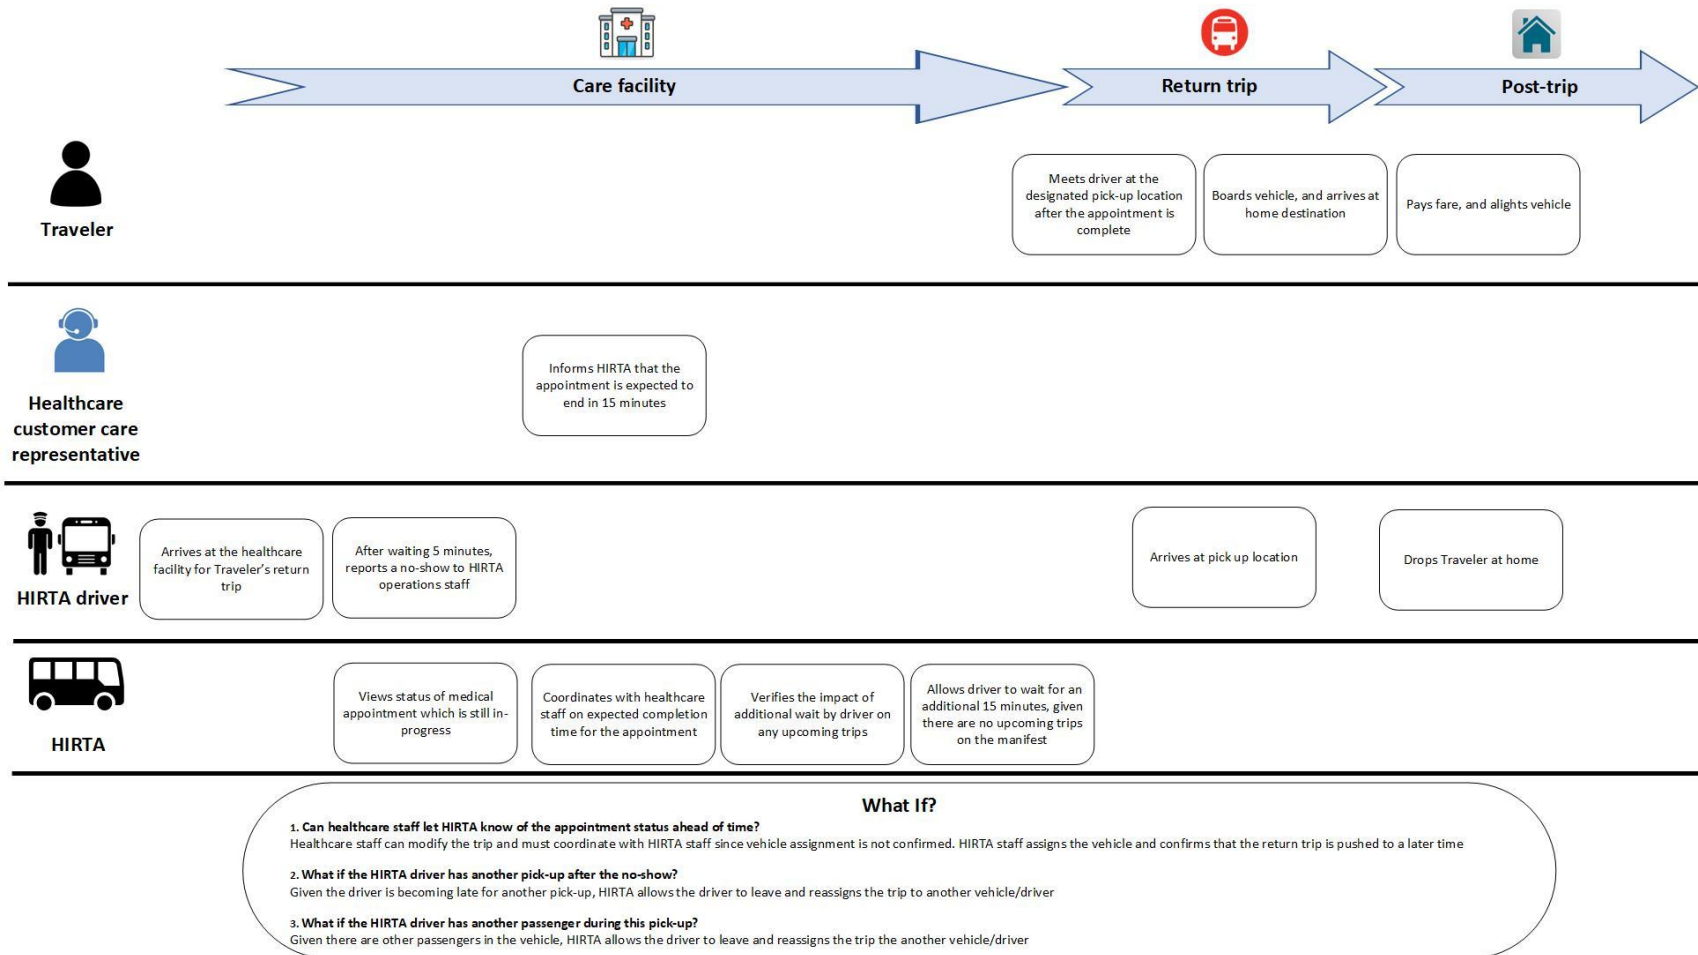 Care facility
Return trip
Post-trip
Traveler
Meets driver at the
designated pick-up location
after the appointment is
complete
Boards vehicle, and arrives at
home destination
Pays fare, and alights vehicle
Healthcare
customer care
representative
Informs HIRTA that the
appointment is expected to
end in 15 minutes
HIRTA driver
Arrives at the healthcare
facility for Traveler's return
trip
After waiting 5 minutes,
reports a no-show to HIRTA
operations staff
Arrives at pick up location
Drops Traveler at home
HIRTA
Views status of medical
appointment which is still in-
progress
Coordinates with healthcare
staff on expected completion
time for the appointment
Verifies the impact of
additional wait by driver on
any upcoming trips
Allows driver to wait for an
additional 15 minutes, given
there are no upcoming trips
on the manifest
What If?
1. Can healthcare staff let HIRTA know of the appointment status ahead of time?
Healthcare staff can modify the trip and must coordinate with HIRTA staff since vehicle assignment is not confirmed. HIRTA staff assigns the vehicle and confirms that the return trip is pushed to a later time
2. What if the HIRTA driver has another pick-up after the no-show?
Given the driver is becoming late for another pick-up, HIRTA allows the driver to leave and reassigns the trip to another vehicle/driver
3. What if the HIRTA driver has another passenger during this pick-up?
Given there are other passengers in the vehicle, HIRTA allows the driver to leave and reassigns the trip the another vehicle/driver